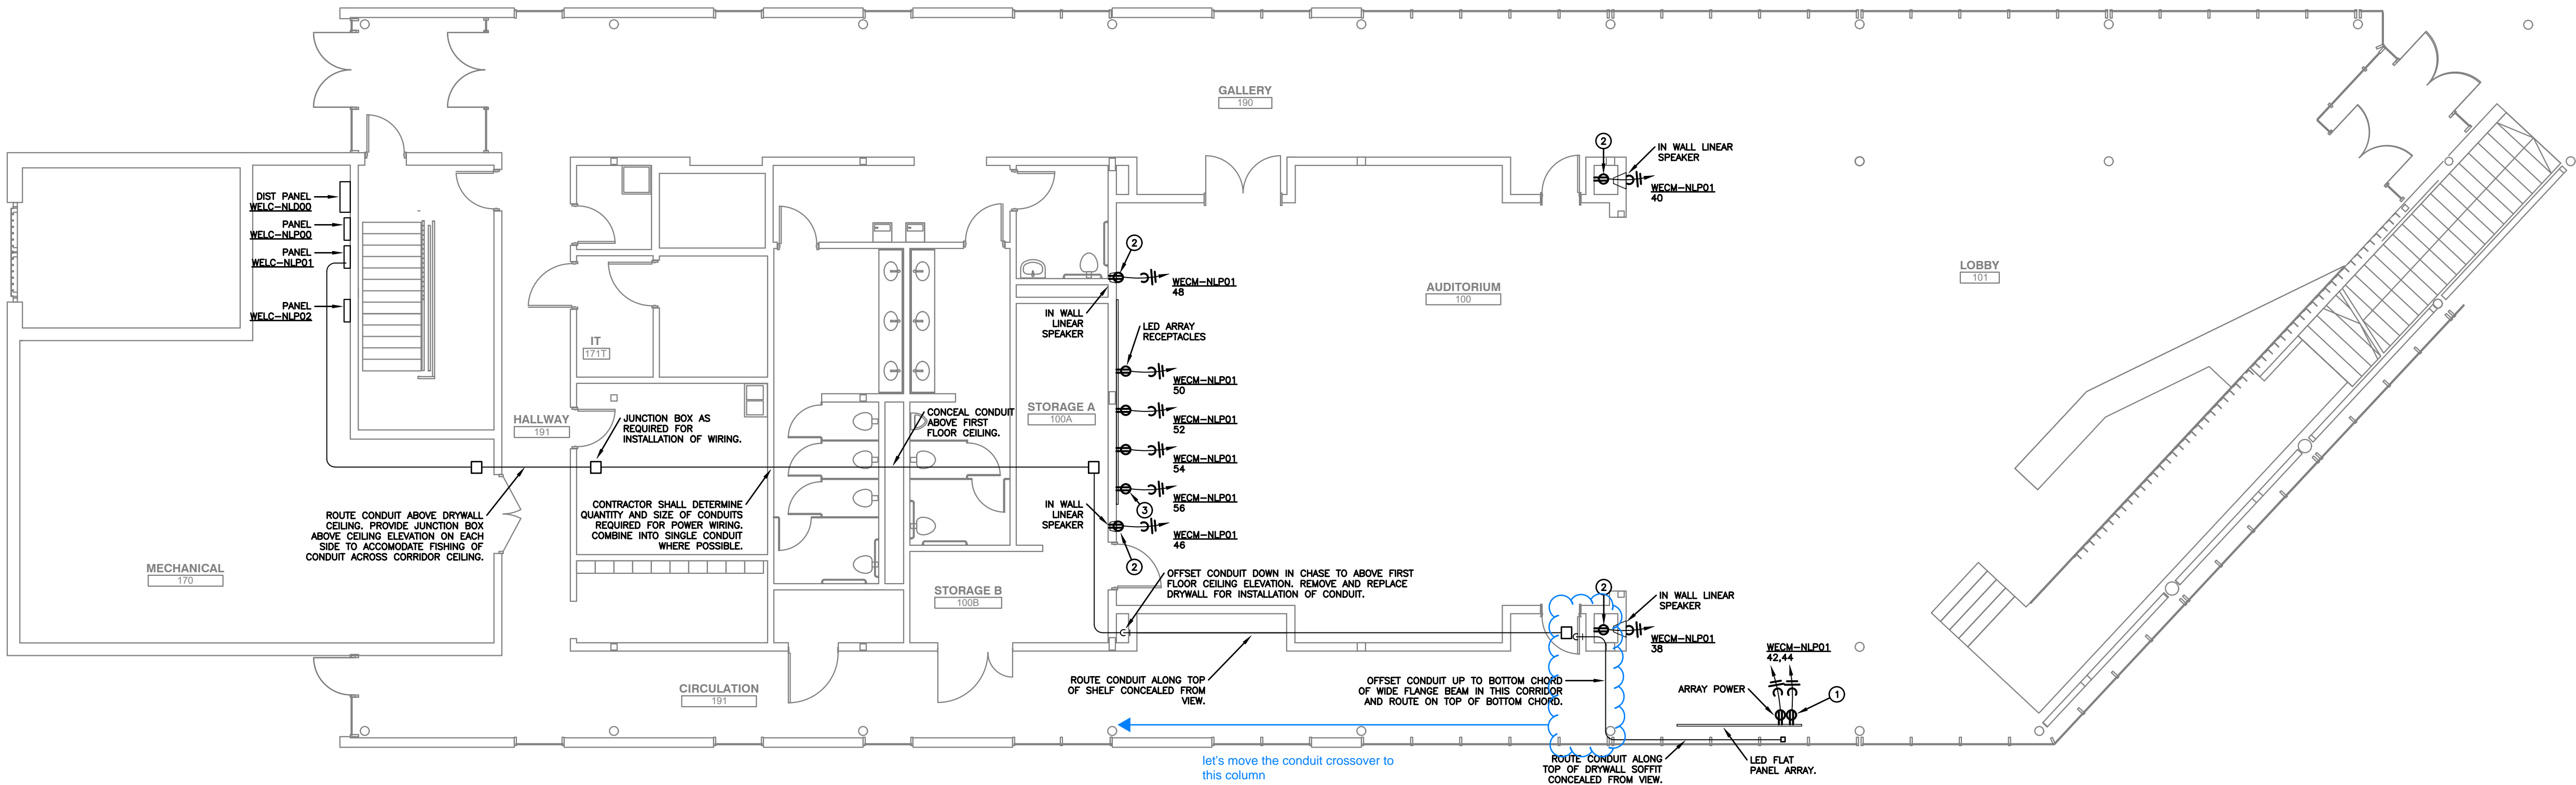 GALLERY
190
2
IN WALL LINEAR
SPEAKER
WECM-NLP01
40
DIST PANEL
WELC-NLD00
PANEL
WELC-NLP00
PANEL
WELC-NLP01
PANEL
WELC-NLP02
2
WECM-NLP01
48
IN WALL
LINEAR
SPEAKER
LED ARRAY
RECEPTACLES
AUDITORIUM
100
LOBBY
101
IT
171T
WECM-NLP01
50
HALLWAY
191
JUNCTION BOX AS
REQUIRED FOR
INSTALLATION OF WIRING.
CONCEAL CONDUIT
ABOVE FIRST
FLOOR CEILING.
STORAGE A
100A
WECM-NLP01
52
WECM-NLP01
54
WECM-NLP01
56
3
IN WALL
LINEAR
SPEAKER
WECM-NLP01
46
2
ROUTE CONDUIT ABOVE DRYWALL
CEILING. PROVIDE JUNCTION BOX
ABOVE CEILING ELEVATION ON EACH
SIDE TO ACCOMODATE FISHING OF
CONDUIT ACROSS CORRIDOR CEILING.
CONTRACTOR SHALL DETERMINE
QUANTITY AND SIZE OF CONDUITS
REQUIRED FOR POWER WIRING.
COMBINE INTO SINGLE CONDUIT
WHERE POSSIBLE.
MECHANICAL
170
STORAGE B
100B
OFFSET CONDUIT DOWN IN CHASE TO ABOVE FIRST
FLOOR CEILING ELEVATION. REMOVE AND REPLACE
DRYWALL FOR INSTALLATION OF CONDUIT.
2
IN WALL LINEAR
SPEAKER
WECM-NLP01
38
WECM-NLP01
42,44
CIRCULATION
191
ROUTE CONDUIT ALONG TOP
OF SHELF CONCEALED FROM
VIEW.
OFFSET CONDUIT UP TO BOTTOM CHORD
OF WIDE FLANGE BEAM IN THIS CORRIDOR
AND ROUTE ON TOP OF BOTTOM CHORD.
ARRAY POWER
1
let's move the conduit crossover to
this column
ROUTE CONDUIT ALONG
TOP OF DRYWALL SOFFIT
CONCEALED FROM VIEW.
LED FLAT
PANEL ARRAY.